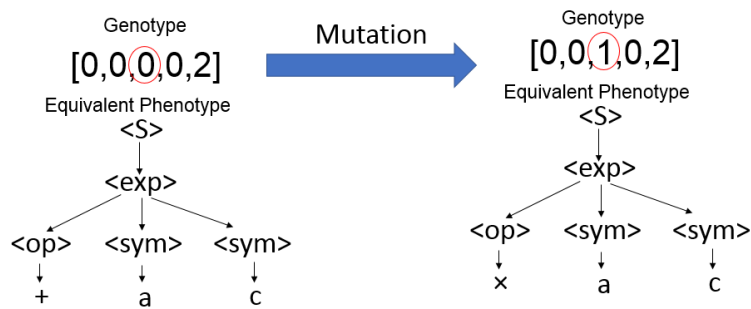 Genotype
[0,0,0,0,2]
Equivalent Phenotype
<S>
<exp>
<op> <sym> <sym>
+ a c
Mutation
Genotype
[0,0,1,0,2]
Equivalent Phenotype
<S>
<exp>
<op> <sym> <sym>
× a c